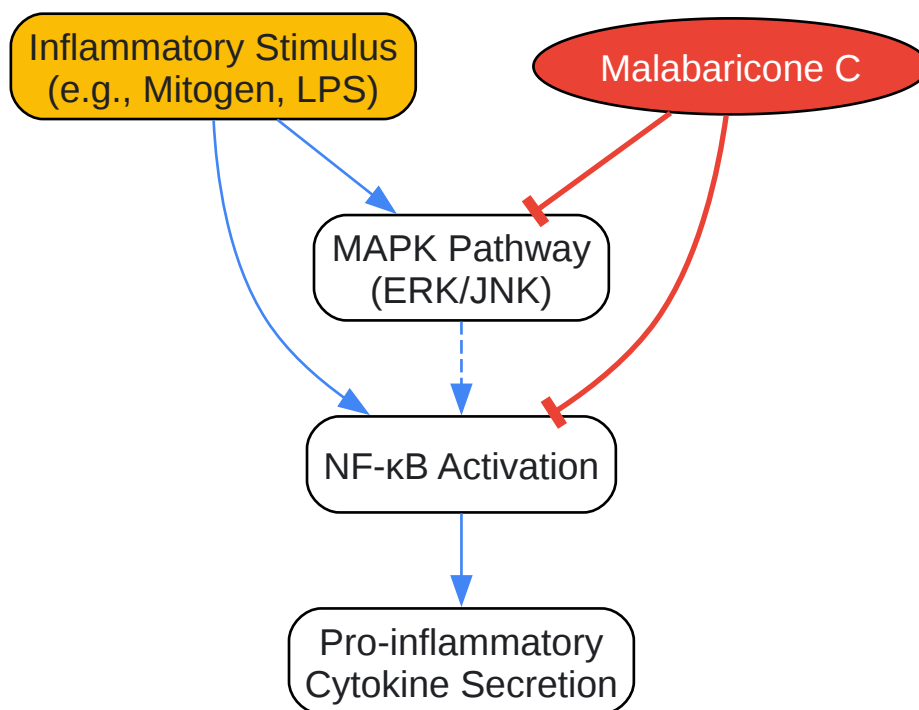 Inflammatory Stimulus
(e.g., Mitogen, LPS)
Malabaricone C
MAPK Pathway
(ERK/JNK)
NF-κB Activation
Pro-inflammatory
Cytokine Secretion